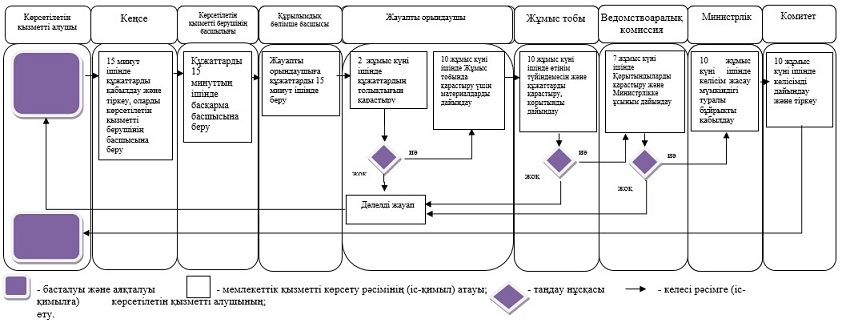 Көрсетілетін
қызметті алушы
Кеңсе
Көрсетілетін
қызметті берушінің
басшылығы
Құрылымдық
бөлімше басшысы
Жауапты орындаушы
Жұмыс тобы
Ведомствоаралық
комиссия
Министрлік
Комитет
15 минут
ішінде
құжаттарды
қабылдау және
тіркеу, оларды
көрсетілетін
қызметті
берушінің
басшысына
беру
Құжаттарды
15
минуттың
ішінде
басқарма
басшысына
беру
Жауапты
орындаушыға
құжаттарды 15
минут ішінде
беру
2 жұмыс күні
ішінде
құжаттардың
толықтығын
қарастыру
10 жұмыс күні
ішінде Жұмыс
тобында
қарастыру үшін
материалдарды
дайындау
10 жұмыс күні
ішінде өтінім
түйіндемесін және
құжаттарды
қарастыру,
қорытынды
дайындау
7 жұмыс күні
ішінде
Қорытындыларды
қарастыру және
Министрлікке
ұсыным дайындау
10 жұмыс
күні ішінде
келісім жасау
мүмкіндігі
туралы
бұйрықты
қабылдау
10 жұмыс
күні ішінде
келісімді
дайындау
және тіркеу
иә
жоқ
иә
жоқ
иә
жоқ
Дәлелді жауап
- басталуы және аяқталуы
- мемлекеттік қызметті көрсету рәсімінің (іс-қимыл) атауы;
- таңдау нұсқасы
- келесі рәсімге (іс-
қимылға)
көрсетілетін қызметті алушының;
өту.